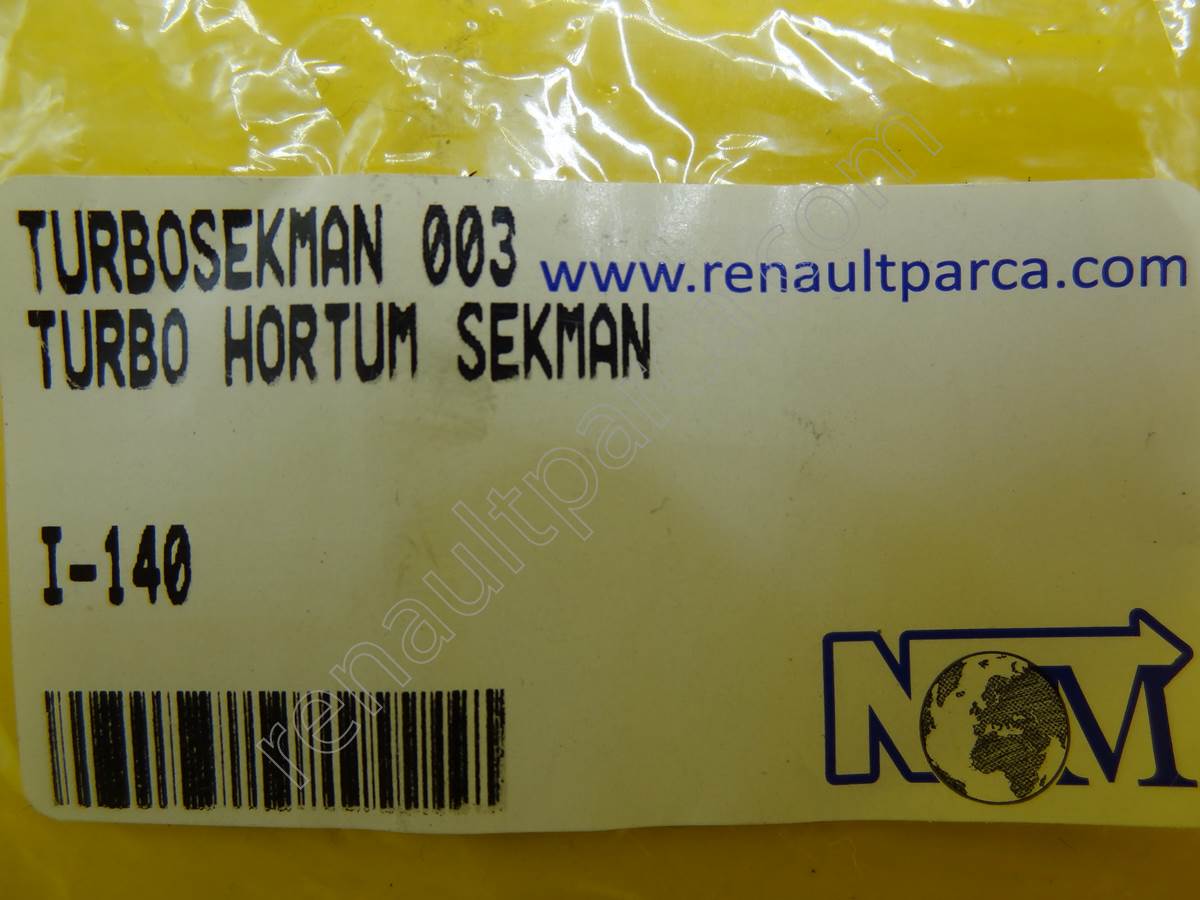 TURBOSEKMAN 003
www.renaultparca.com
TURBO HORTUM SEKMAN
I-140
NOM
renaultparca.com